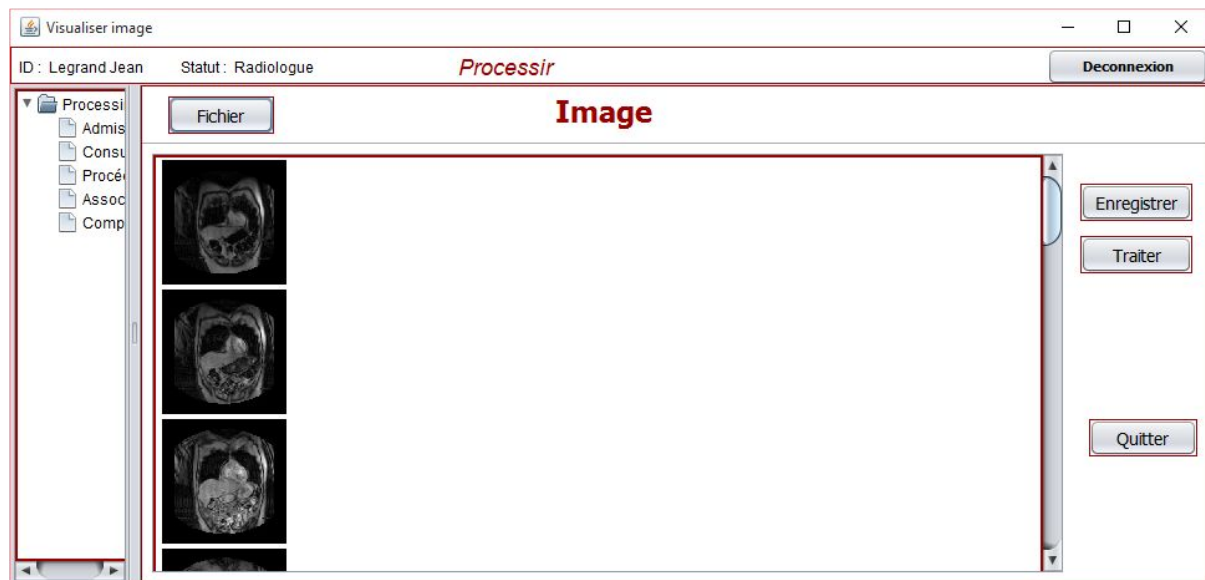 Visualiser image
ID : Legrand Jean Statut : Radiologue Processir Deconnexion
Processi
Admis
Consu
Procé
Assoc
Comp
Fichier
Image
Enregistrer
Traiter
Quitter